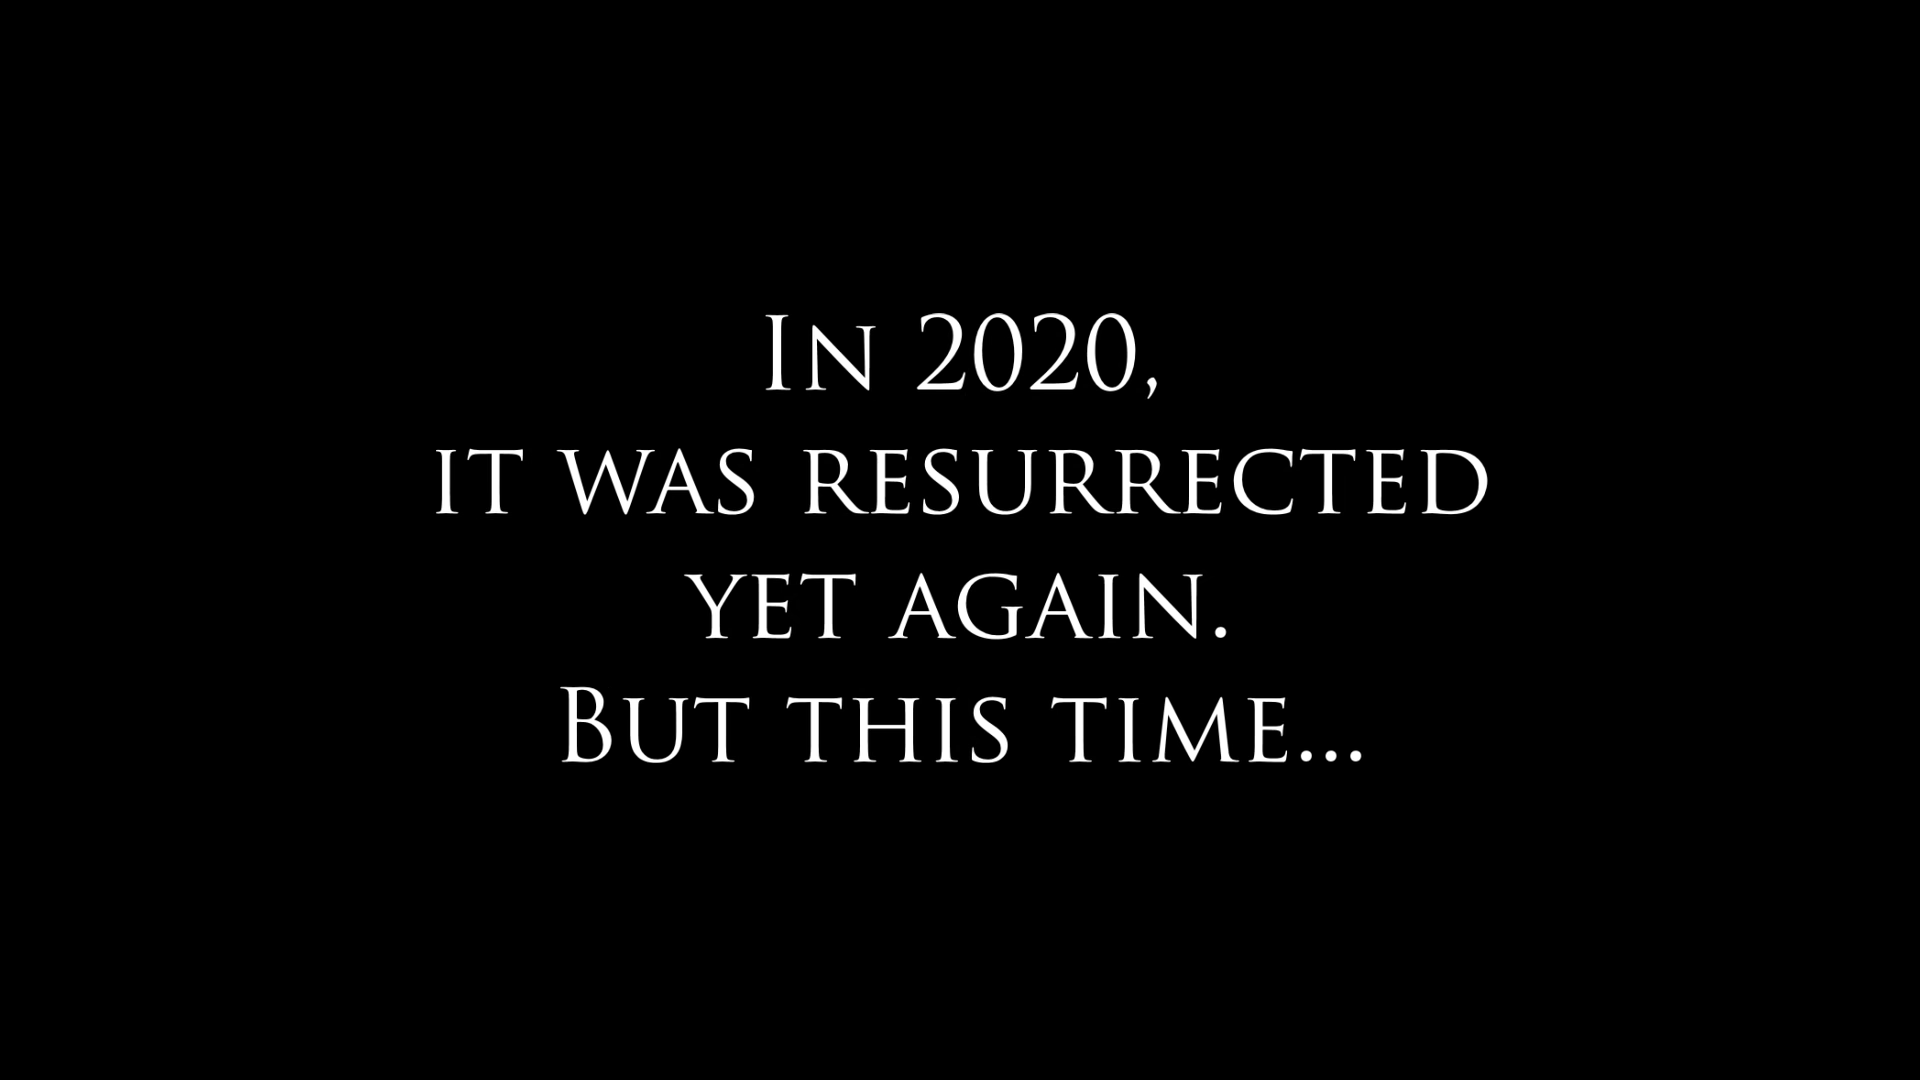 In 2020,
it was resurrected
yet again.
But this time...